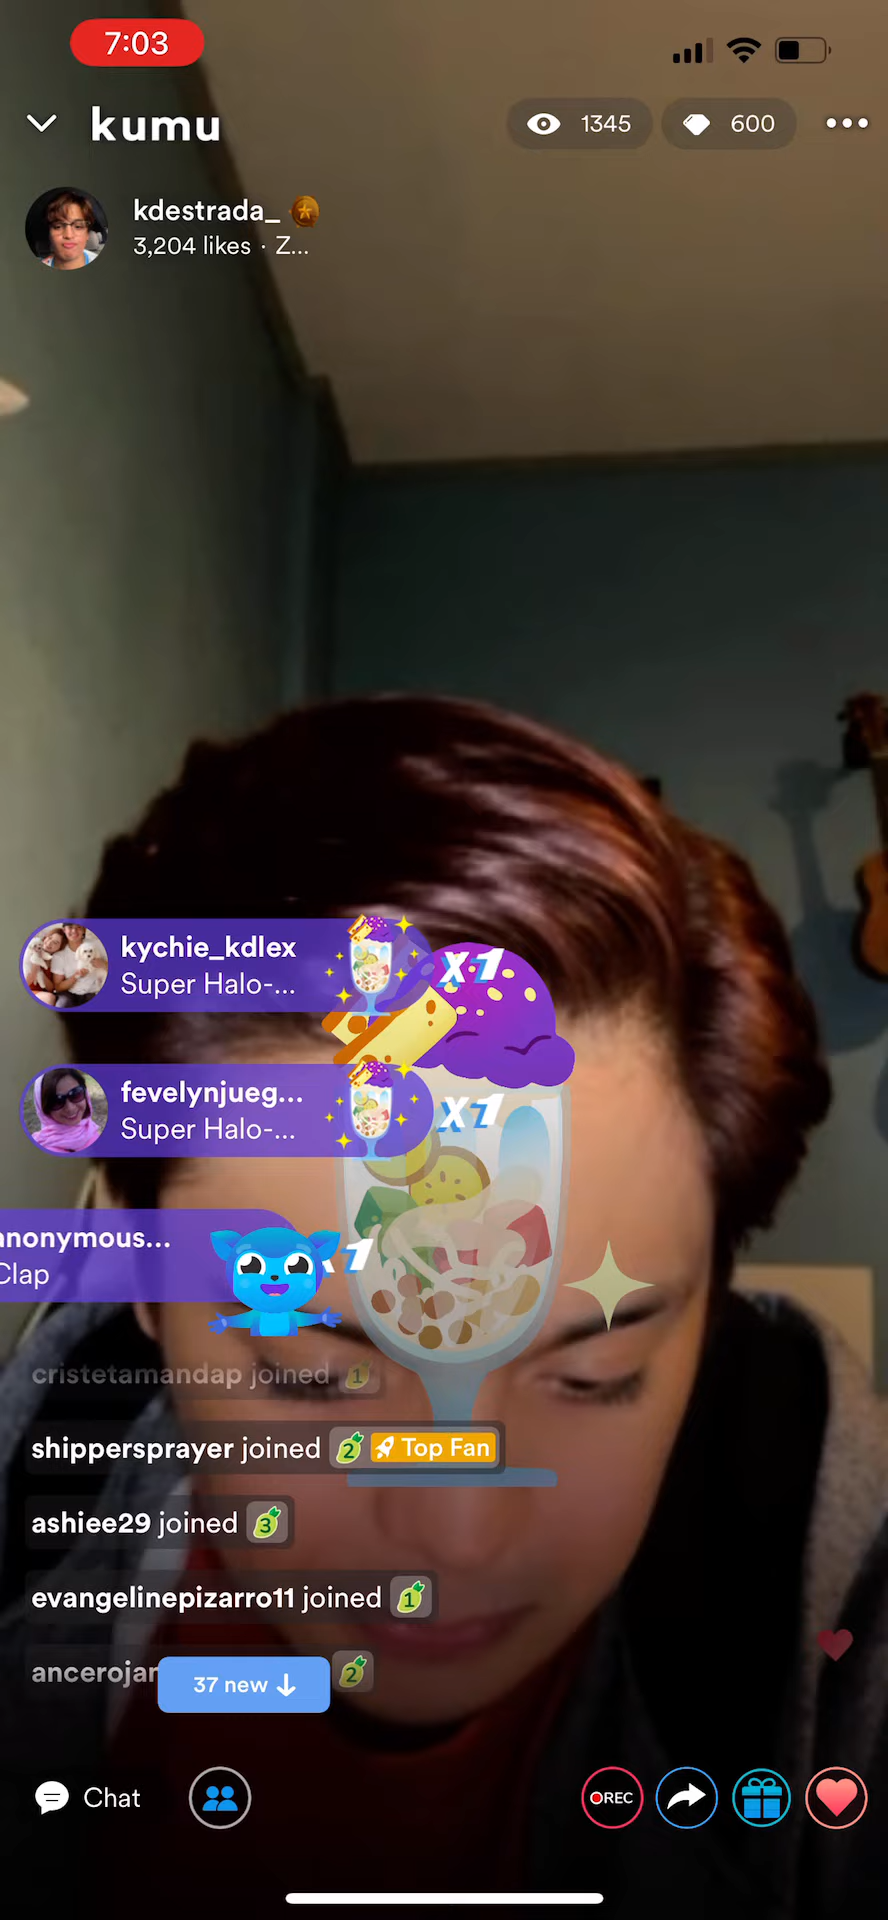 7:03
kumu
1345
600
kdestrada_
3,204 likes · Z...
kychie_kdlex
Super Halo-...
x1
fevelynjueg...
Super Halo-...
x1
anonymous...
Clap
x1
cristetamandap joined 1
shippersprayer joined 2 Top Fan
ashiee29 joined 3
evangelinepizarro11 joined 1
ancerojar 2
37 new
Chat
REC